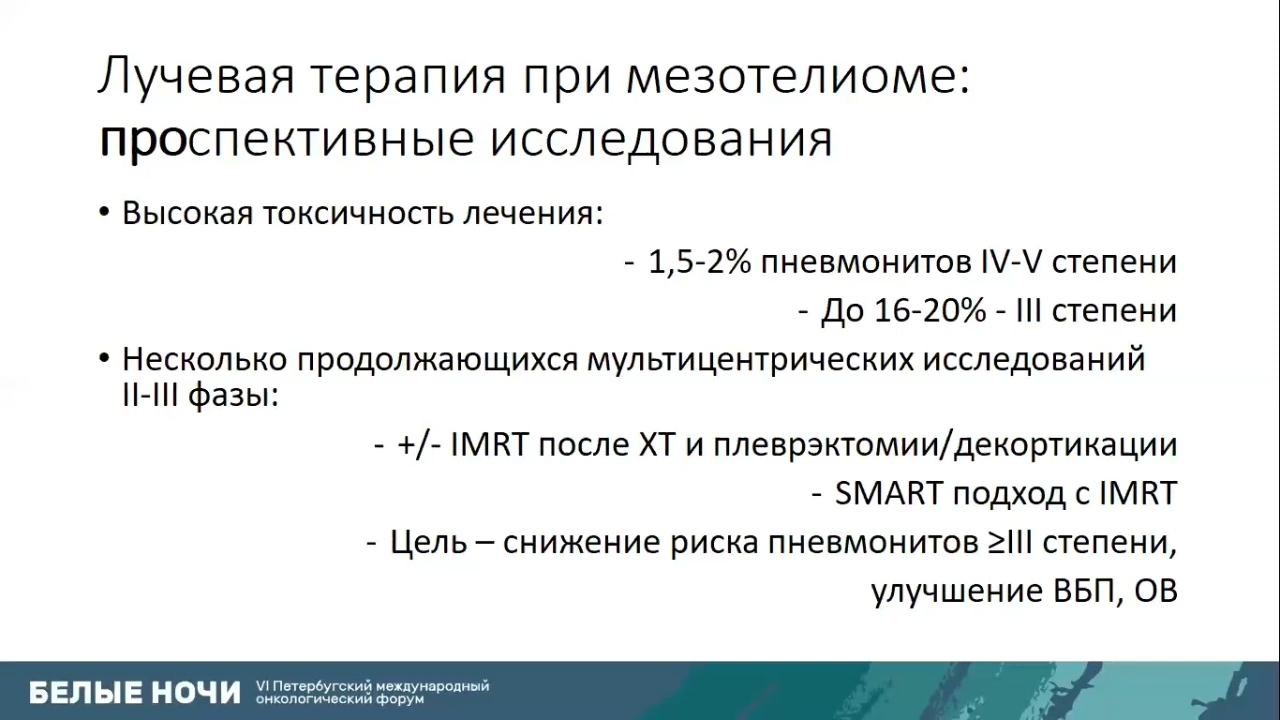 Лучевая терапия при мезотелиоме:
проспективные исследования
• Высокая токсичность лечения:
- 1,5-2% пневмонитов IV-V степени
- До 16-20% - III степени
• Несколько продолжающихся мультицентрических исследований
II-III фазы:
- +/- IMRT после ХТ и плеврэктомии/декортикации
- SMART подход с IMRT
- Цель – снижение риска пневмонитов ≥III степени,
улучшение ВБП, ОВ
БЕЛЫЕ НОЧИ
VI Петербугский международный
онкологический форум